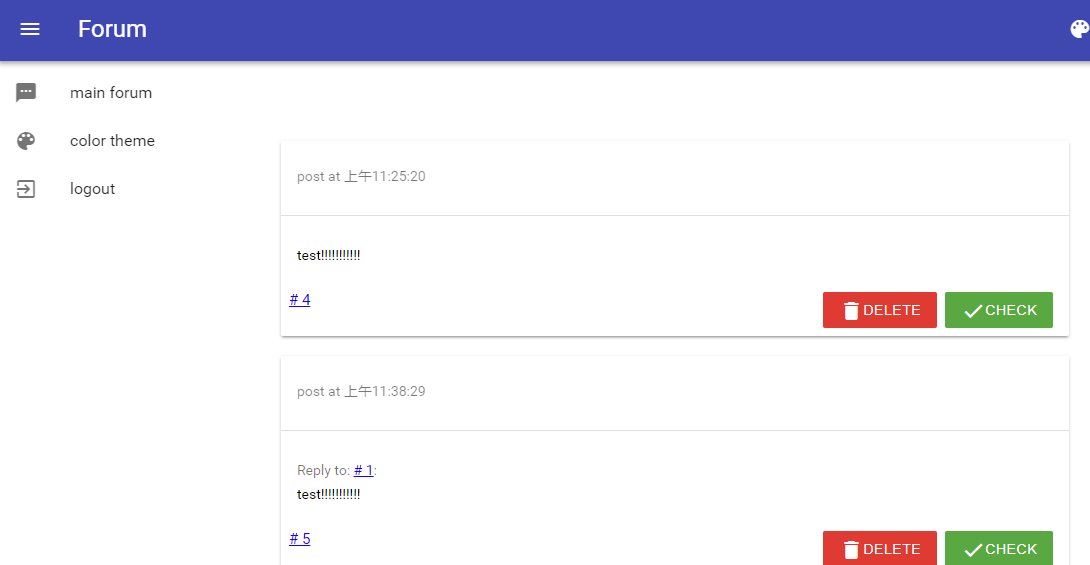 Forum
main forum
color theme
logout
post at 上午11:25:20
test!!!!!!!!!!!
# 4
DELETE CHECK
post at 上午11:38:29
Reply to: # 1:
test!!!!!!!!!!!
# 5
DELETE CHECK